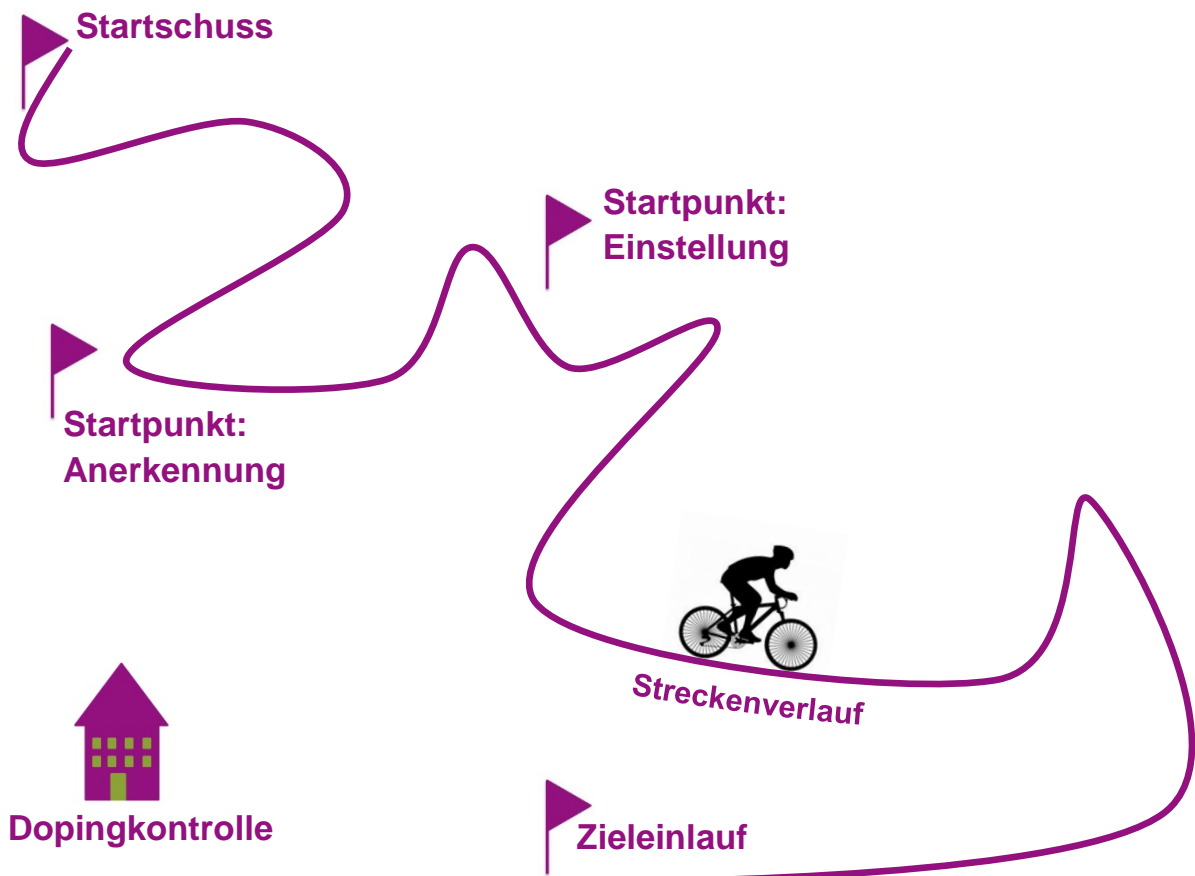 Startschuss
Startpunkt:
Einstellung
Startpunkt:
Anerkennung
Streckenverlauf
Dopingkontrolle
Zieleinlauf